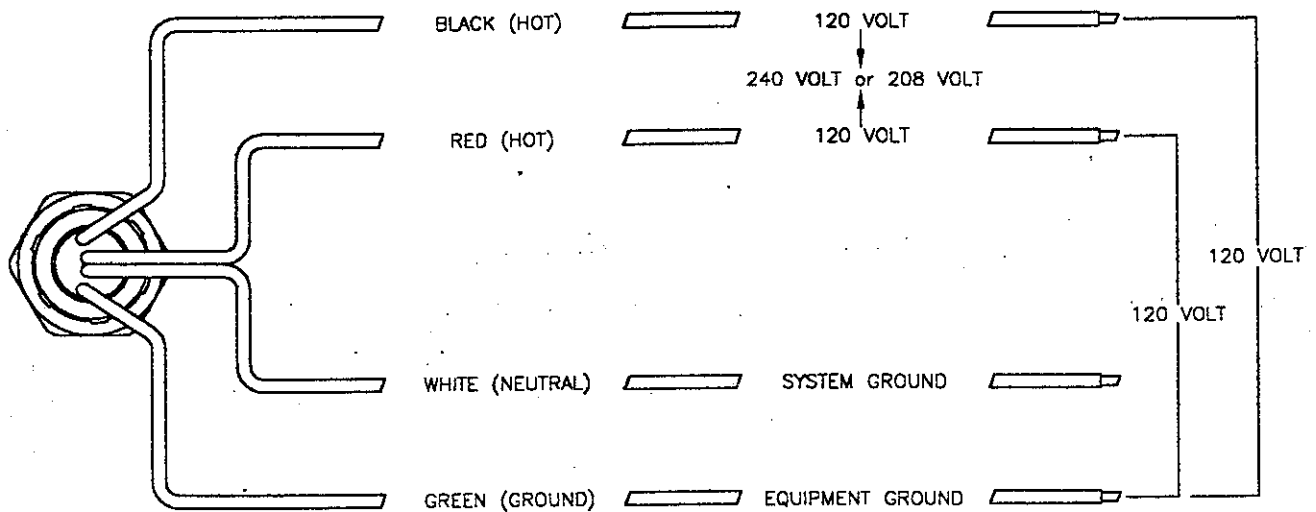 BLACK (HOT) 120 VOLT
240 VOLT or 208 VOLT
RED (HOT) 120 VOLT
120 VOLT
120 VOLT
WHITE (NEUTRAL) SYSTEM GROUND
GREEN (GROUND) EQUIPMENT GROUND